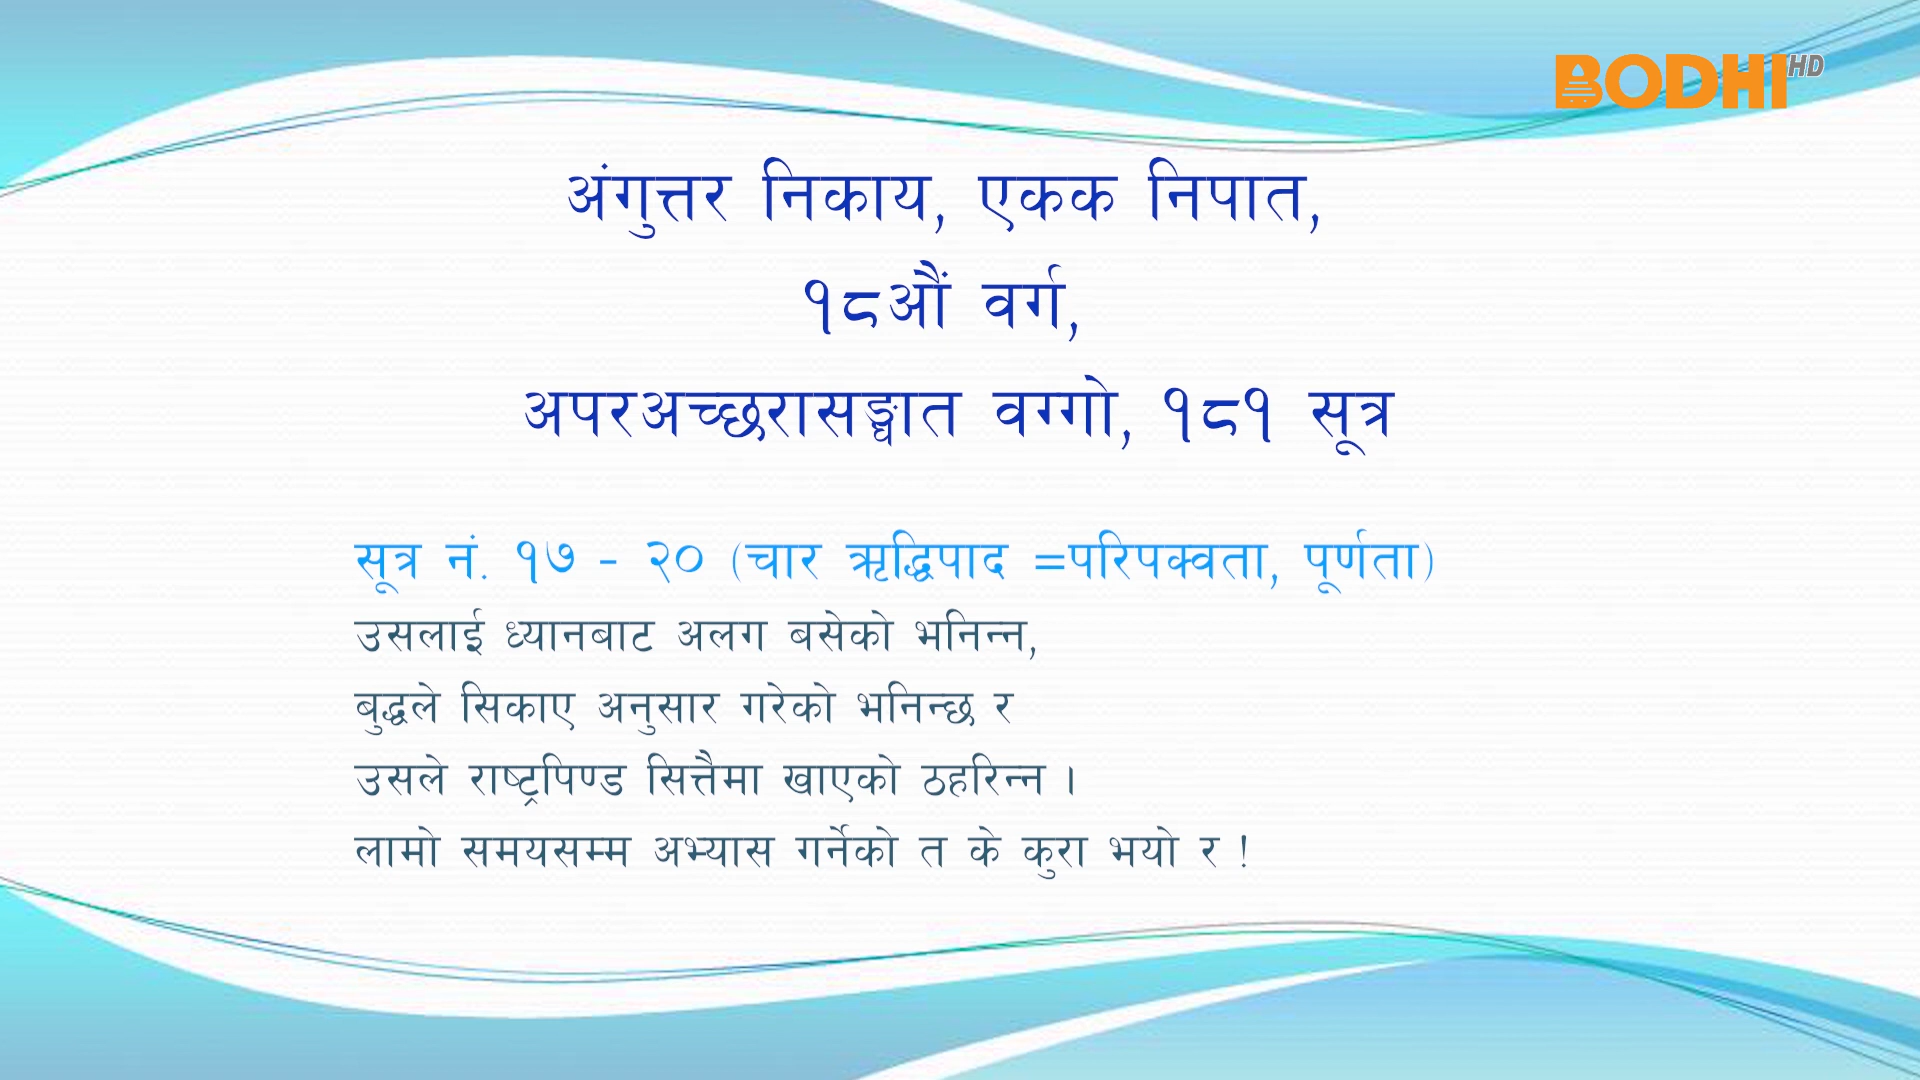 BODHI HD
अंगुत्तर निकाय, एकक निपात,
१८औं वर्ग,
अपरअच्छरासङ्घात वग्गो, १८१ सूत्र
सूत्र नं. १७ - २० (चार ऋद्धिपाद =परिपक्वता, पूर्णता)
उसलाई ध्यानबाट अलग बसेको भनिन्न,
बुद्धले सिकाए अनुसार गरेको भनिन्छ र
उसले राष्ट्रपिण्ड सित्तैमा खाएको ठहरिन्न ।
लामो समयसम्म अभ्यास गर्नेको त के कुरा भयो र !